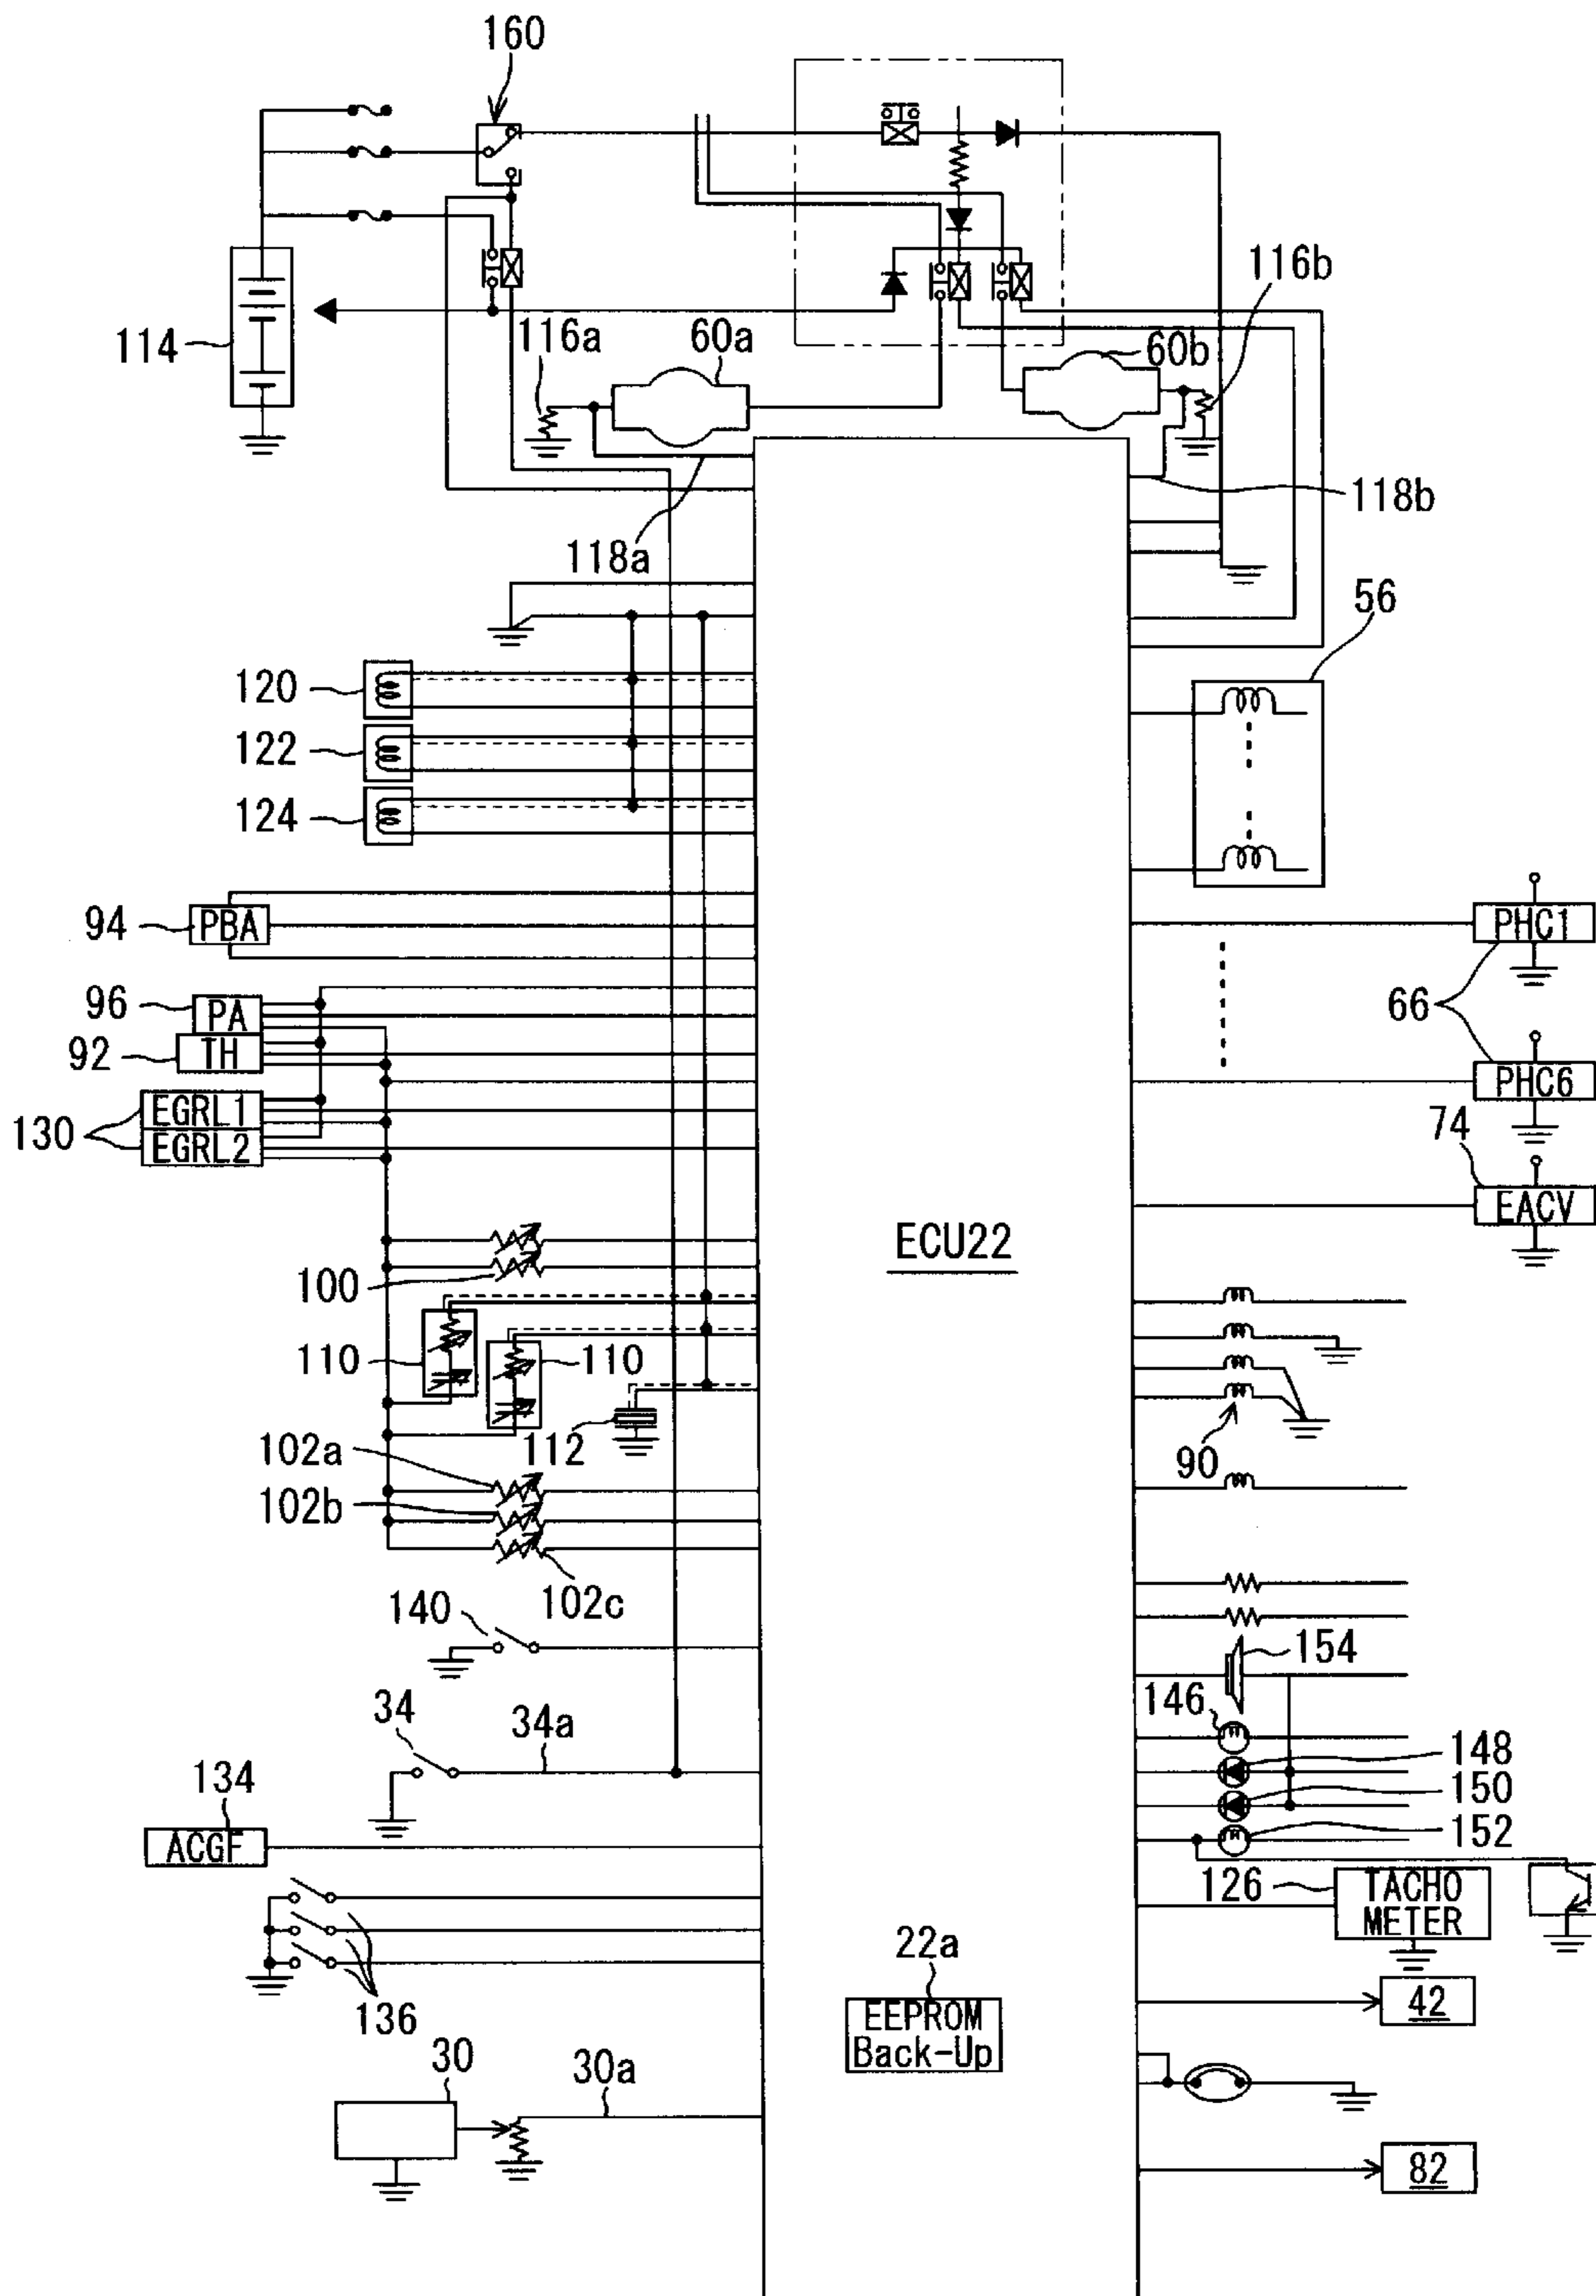 160
116b
114
116a
60a
60b
118a
118b
56
120
122
124
94
PBA
PHC1
96
PA
92
TH
66
130
EGRL1
EGRL2
PHC6
74
EACV
ECU22
100
110
110
112
102a
102b
90
102c
140
154
34
34a
146
148
134
150
ACGF
152
126
TACHO
METER
136
22a
EEPROM
Back-Up
42
30
30a
82